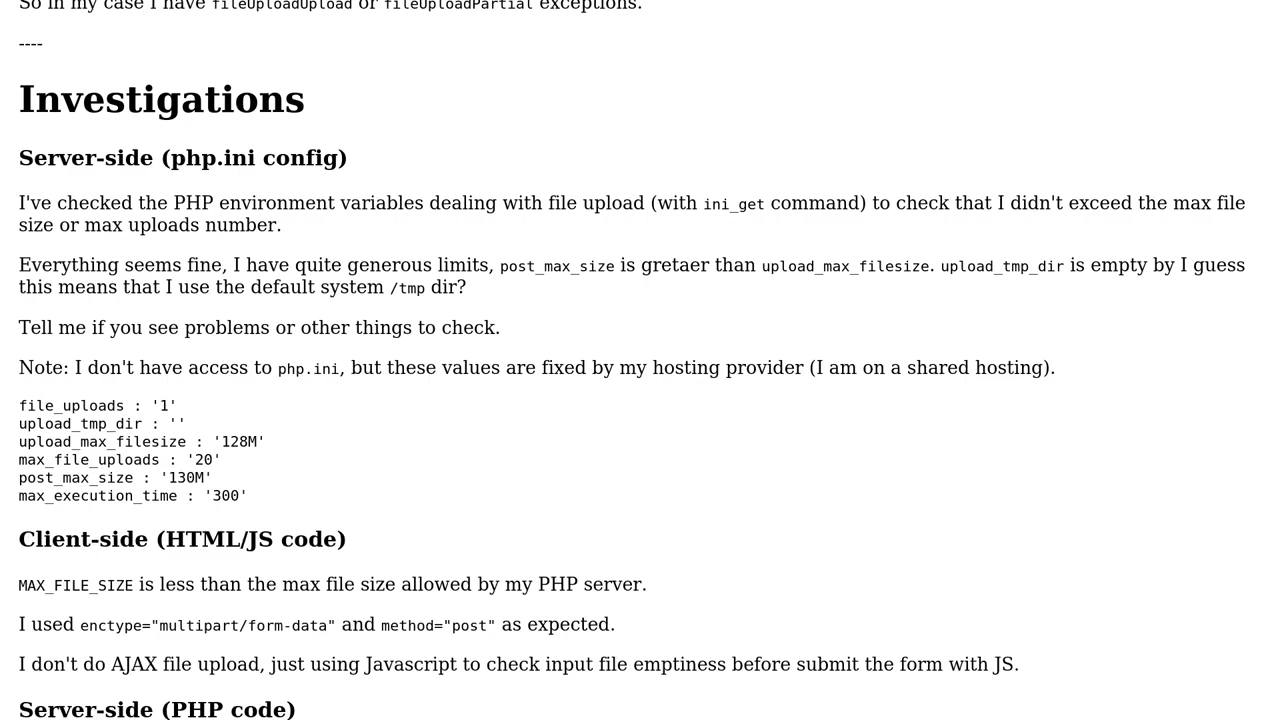 So in my case I have fileUploadUpload or fileUploadPartial exceptions.
----
Investigations
Server-side (php.ini config)
I've checked the PHP environment variables dealing with file upload (with ini_get command) to check that I didn't exceed the max file
size or max uploads number.
Everything seems fine, I have quite generous limits, post_max_size is gretaer than upload_max_filesize. upload_tmp_dir is empty by I guess
this means that I use the default system /tmp dir?
Tell me if you see problems or other things to check.
Note: I don't have access to php.ini, but these values are fixed by my hosting provider (I am on a shared hosting).
file_uploads : '1'
upload_tmp_dir : ''
upload_max_filesize : '128M'
max_file_uploads : '20'
post_max_size : '130M'
max_execution_time : '300'
Client-side (HTML/JS code)
MAX_FILE_SIZE is less than the max file size allowed by my PHP server.
I used enctype="multipart/form-data" and method="post" as expected.
I don't do AJAX file upload, just using Javascript to check input file emptiness before submit the form with JS.
Server-side (PHP code)